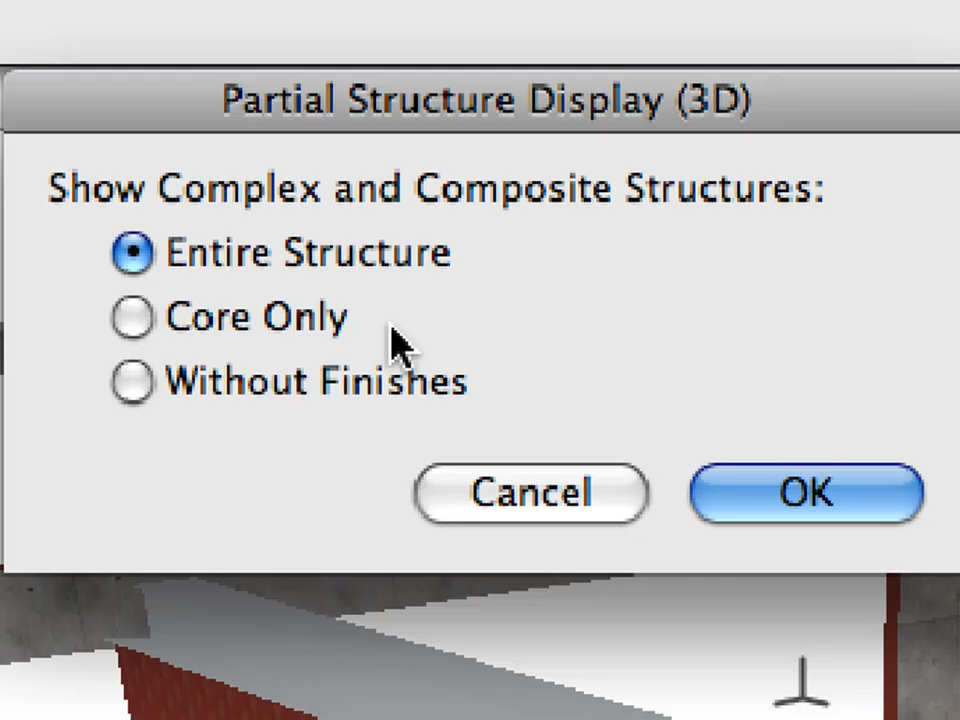 Partial Structure Display (3D)
Show Complex and Composite Structures:
Entire Structure
Core Only
Without Finishes
Cancel OK